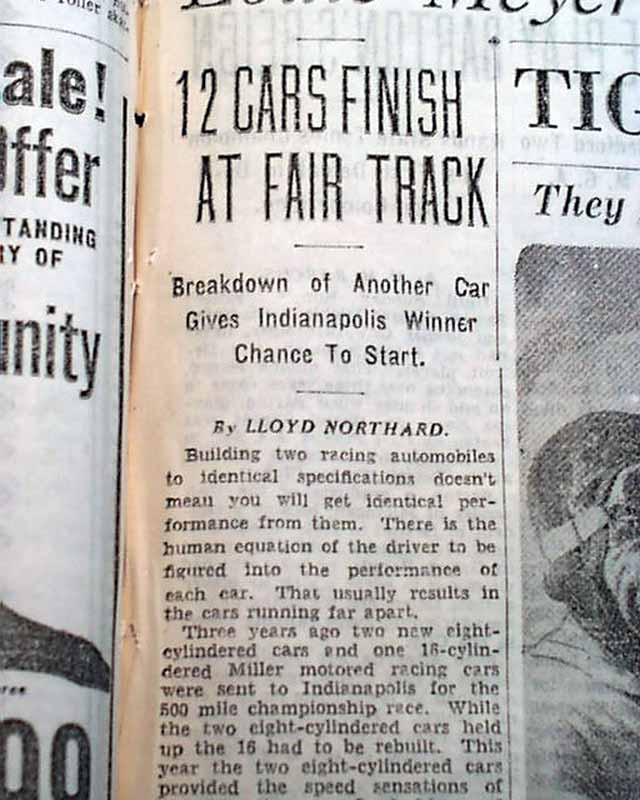 ale!
Offer
TANDING
RY OF
unity
Louie Meyer
12 CARS FINISH
AT FAIR TRACK
Breakdown of Another Car
Gives Indianapolis Winner
Chance To Start.
By LLOYD NORTHARD.
Building two racing automobiles
to identical specifications doesn't
mean you will get identical per-
formance from them. There is the
human equation of the driver to be
figured into the performance of
each car. That usually results in
the cars running far apart.
Three years ago two new eight-
cylindered cars and one 16-cylin-
dered Miller motored racing cars
were sent to Indianapolis for the
500 mile championship race. While
the two eight-cylindered cars held
up the 16 had to be rebuilt. This
year the two eight-cylindered cars
provided the speed sensations of
TIG
They